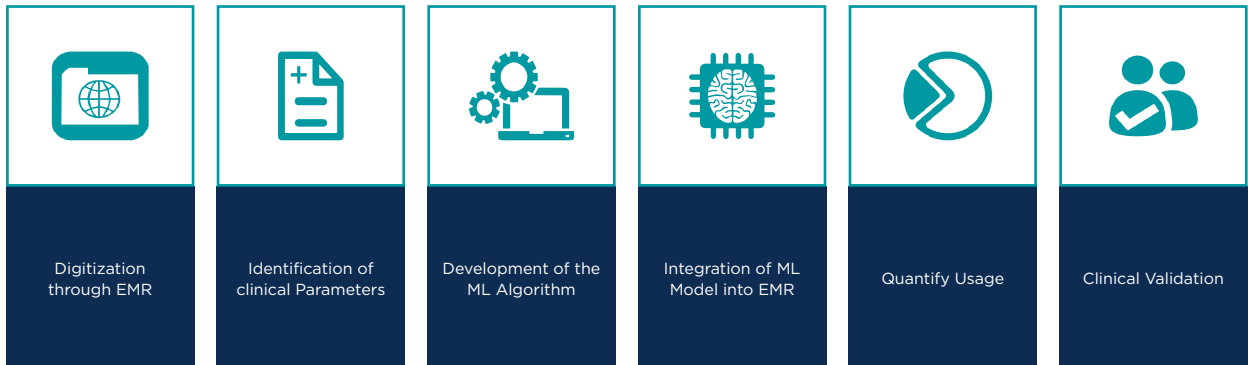 Digitization
through EMR
Identification of
clinical Parameters
Development of the
ML Algorithm
Integration of ML
Model into EMR
Quantify Usage
Clinical Validation